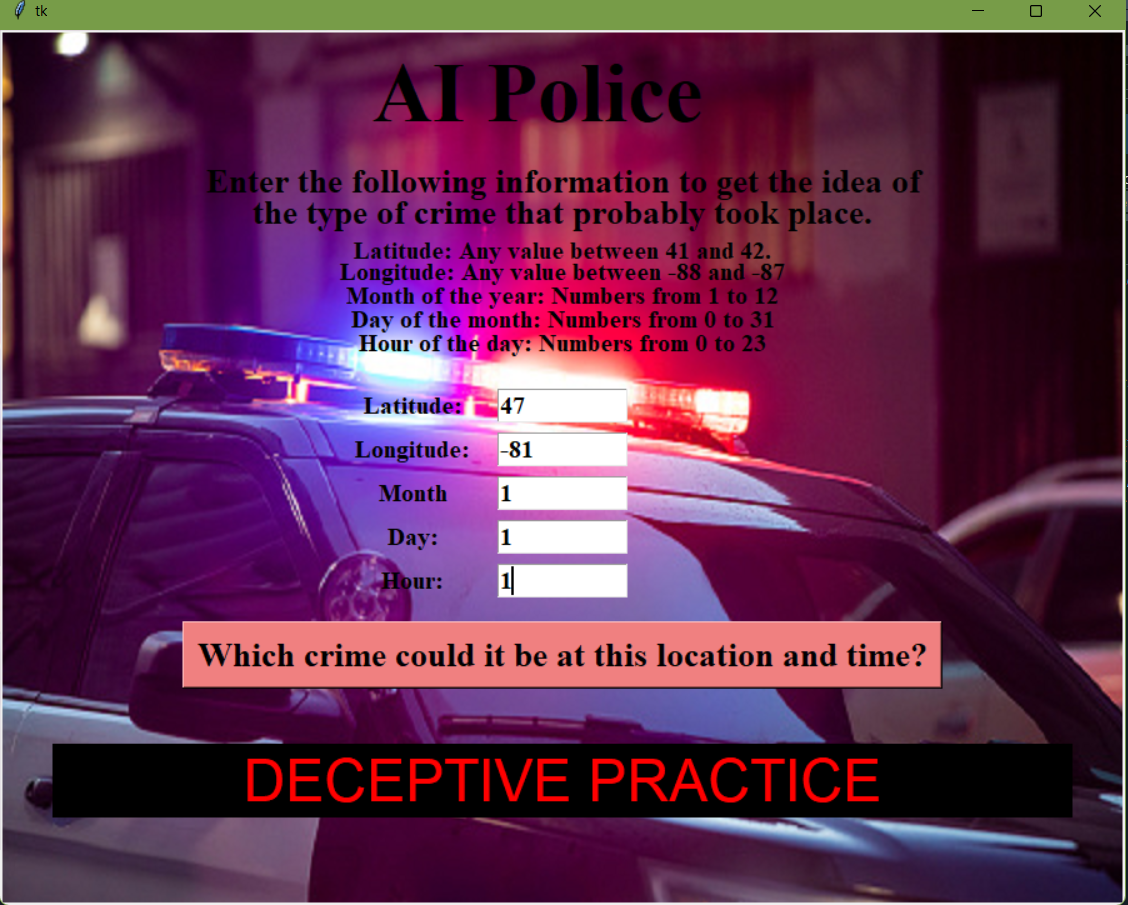 tk
AI Police
Enter the following information to get the idea of
the type of crime that probably took place.
Latitude: Any value between 41 and 42.
Longitude: Any value between -88 and -87
Month of the year: Numbers from 1 to 12
Day of the month: Numbers from 0 to 31
Hour of the day: Numbers from 0 to 23
Latitude: 47
Longitude: -81
Month 1
Day: 1
Hour: 1
Which crime could it be at this location and time?
DECEPTIVE PRACTICE